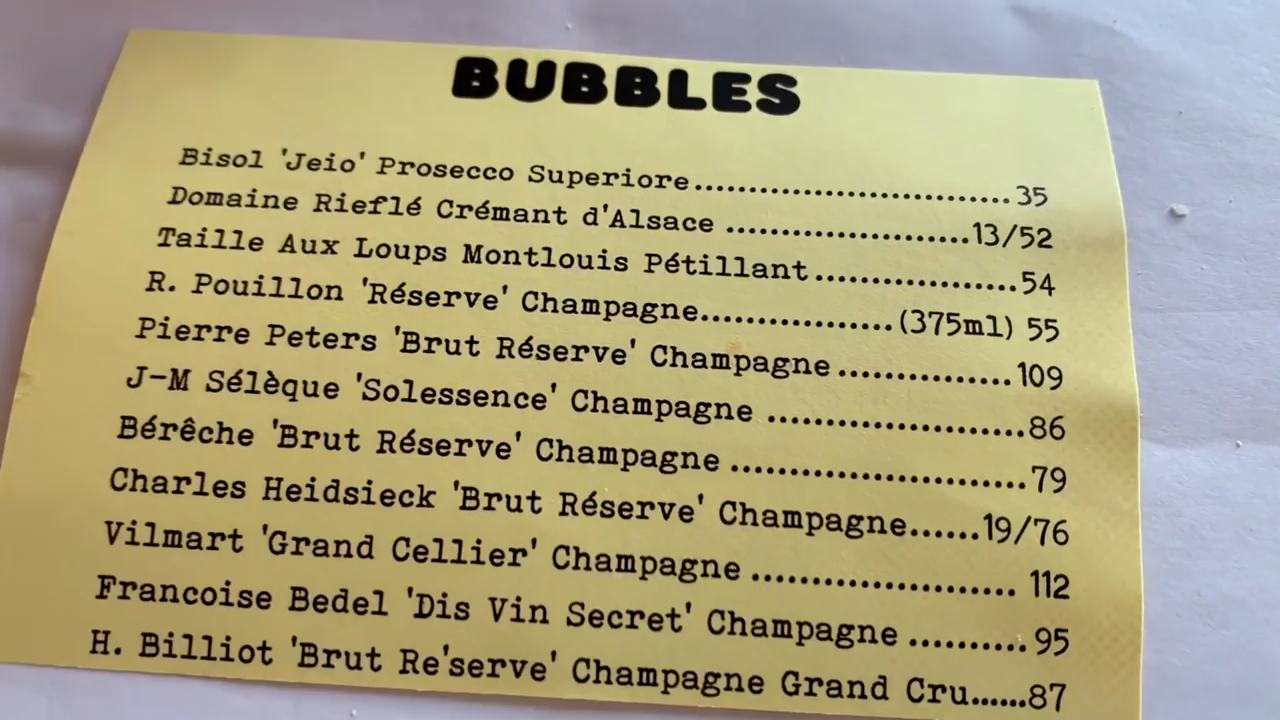 BUBBLES
Bisol 'Jeio' Prosecco Superiore.............................35
Domaine Rieflé Crémant d'Alsace ......................13/52
Taille Aux Loups Montlouis Pétillant...................54
R. Pouillon 'Réserve' Champagne..................(375ml) 55
Pierre Peters 'Brut Réserve' Champagne ................109
J-M Sélèque 'Solessence' Champagne ........................86
Bérêche 'Brut Réserve' Champagne ...........................79
Charles Heidsieck 'Brut Réserve' Champagne......19/76
Vilmart 'Grand Cellier' Champagne ........................ 112
Francoise Bedel 'Dis Vin Secret' Champagne ..........95
H. Billiot 'Brut Re'serve' Champagne Grand Cru......87